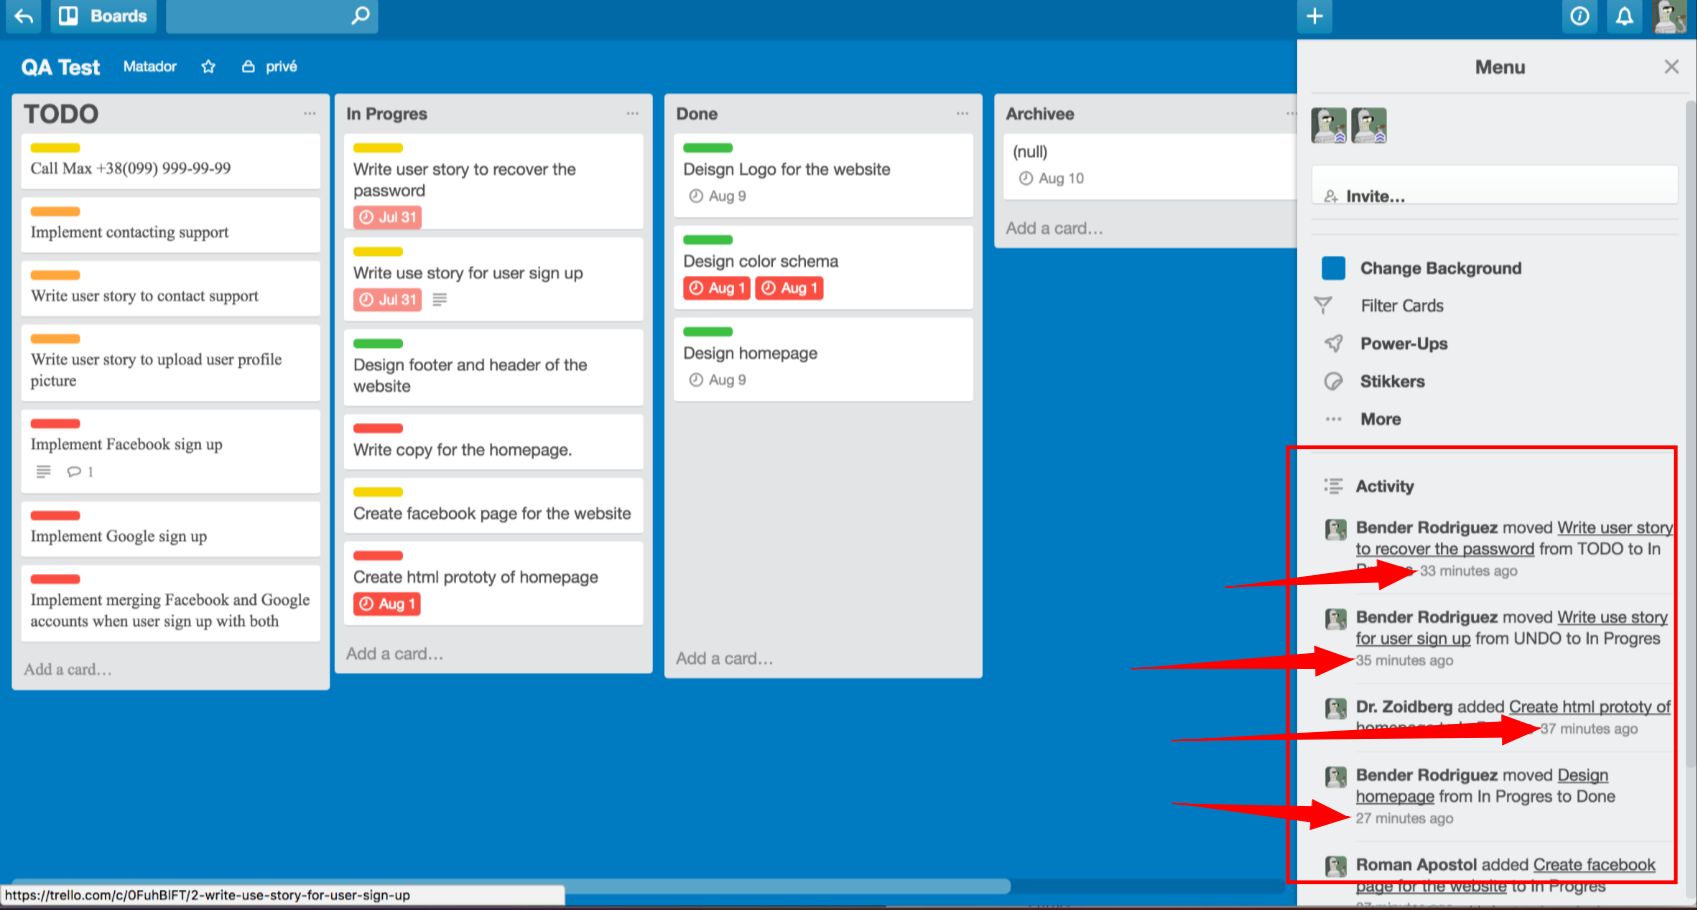 Boards
QA Test Matador privé
TODO
Call Max +38(099) 999-99-99
Implement contacting support
Write user story to contact support
Write user story to upload user profile
picture
Implement Facebook sign up
1
Implement Google sign up
Implement merging Facebook and Google
accounts when user sign up with both
Add a card…
In Progres
Write user story to recover the
password
Jul 31
Write use story for user sign up
Jul 31
Design footer and header of the
website
Write copy for the homepage.
Create facebook page for the website
Create html prototy of homepage
Aug 1
Add a card…
Done
Deisgn Logo for the website
Aug 9
Design color schema
Aug 1 Aug 1
Design homepage
Aug 9
Add a card…
Archivee
(null)
Aug 10
Add a card…
Menu
Invite…
Change Background
Filter Cards
Power-Ups
Stikkers
More
Activity
Bender Rodriguez moved Write user story
to recover the password from TODO to In
33 minutes ago
Bender Rodriguez moved Write use story
for user sign up from UNDO to In Progres
35 minutes ago
Dr. Zoidberg added Create html prototy of
homepage
37 minutes ago
Bender Rodriguez moved Design
homepage from In Progres to Done
27 minutes ago
Roman Apostol added Create facebook
page for the website to In Progres
https://trello.com/c/0FuhBIFT/2-write-use-story-for-user-sign-up